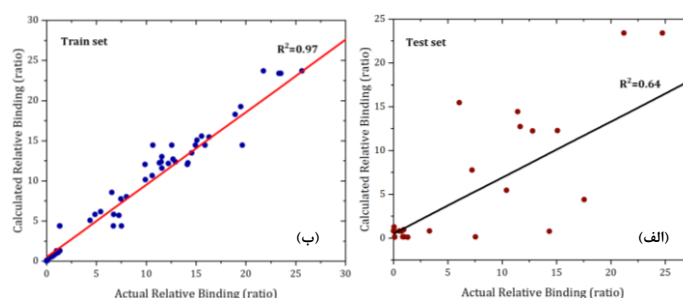 Train set
R²=0.97
30
25
20
15
10
5
0
0 5 10 15 20 25 30
Calculated Relative Binding (ratio)
Actual Relative Binding (ratio)
(ب)
Test set
R²=0.64
25
20
15
10
5
0
0 5 10 15 20 25
Calculated Relative Binding (ratio)
Actual Relative Binding (ratio)
(الف)